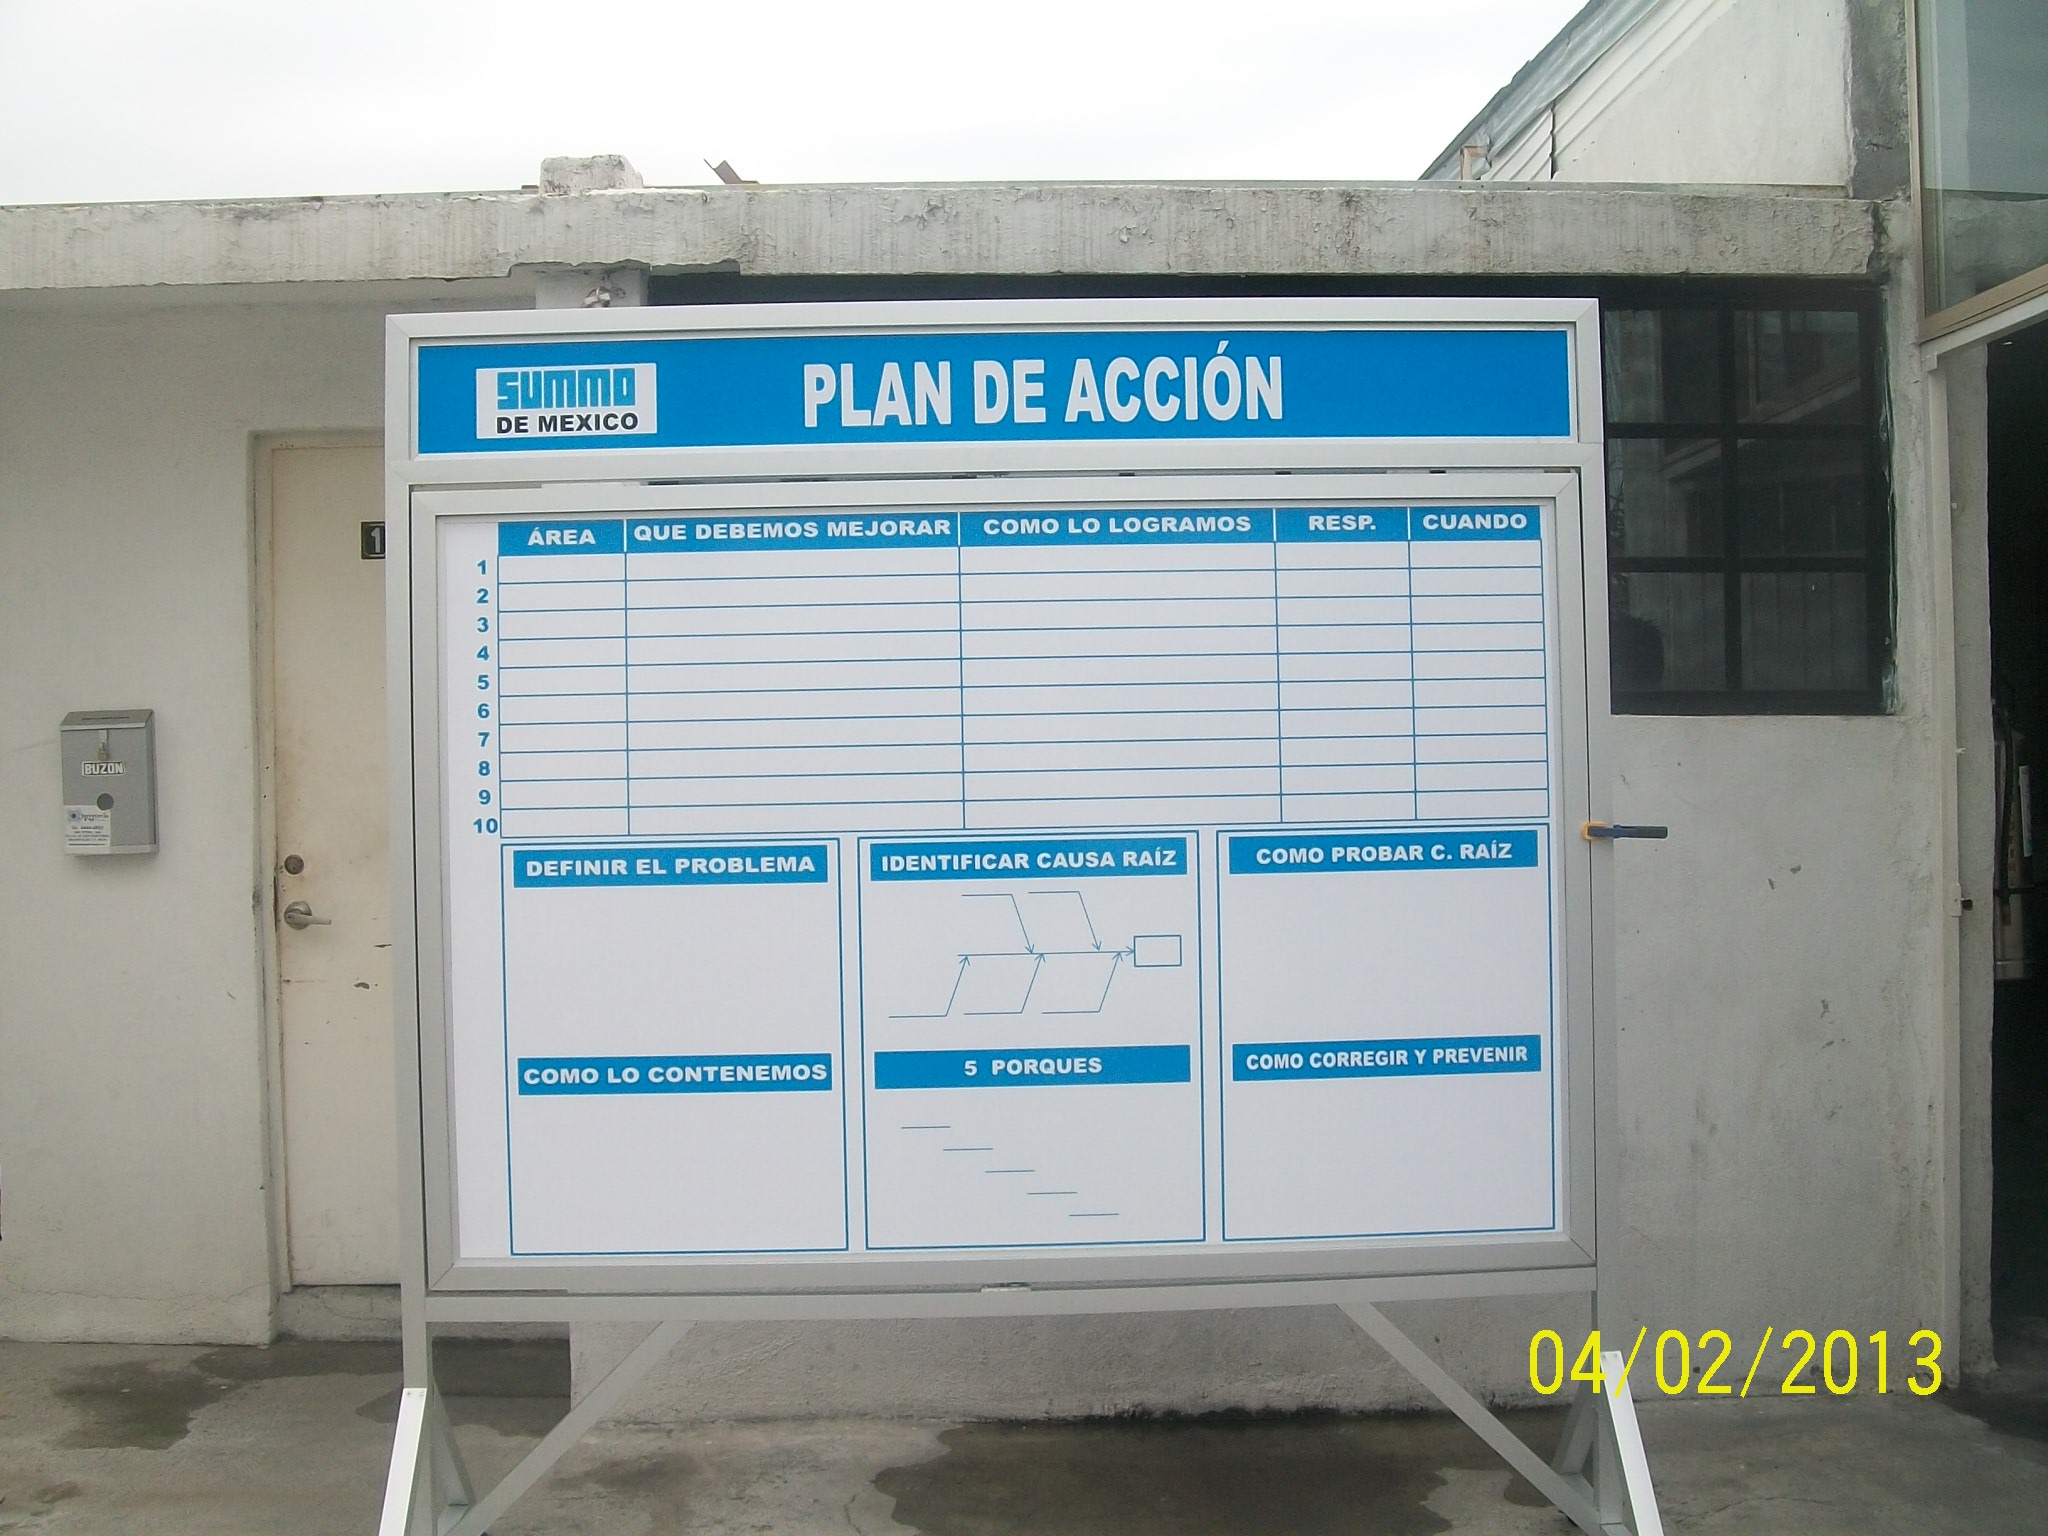 SUMMO
DE MEXICO
PLAN DE ACCIÓN
ÁREA QUE DEBEMOS MEJORAR COMO LO LOGRAMOS RESP. CUANDO
1
2
3
4
5
6
7
8
9
10
DEFINIR EL PROBLEMA
IDENTIFICAR CAUSA RAÍZ
COMO PROBAR C. RAÍZ
COMO LO CONTENEMOS
5 PORQUES
COMO CORREGIR Y PREVENIR
1
BUZON
04/02/2013